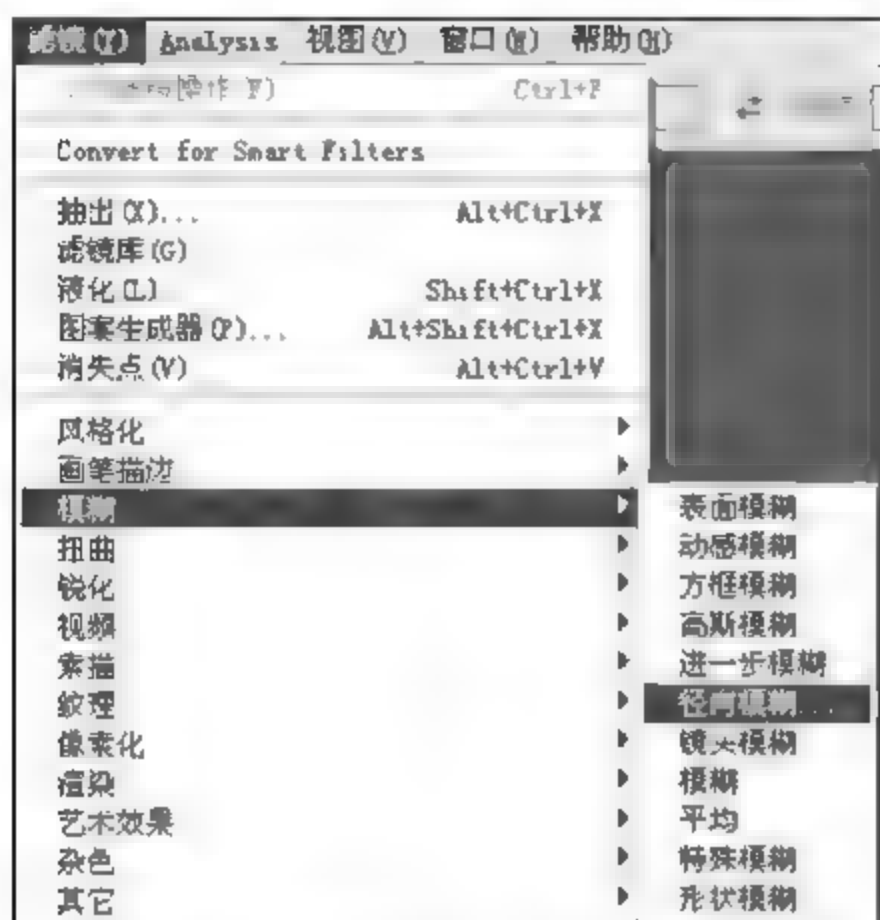 滤镜(T) Analysis 视图(V) 窗口(W) 帮助(H)
Ctrl+F
Convert for Smart Filters
抽出(X)... Alt+Ctrl+X
滤镜库(G)
液化(L) Shift+Ctrl+X
图案生成器(P)... Alt+Shift+Ctrl+X
消失点(V) Alt+Ctrl+V
风格化
画笔描边
模糊
扭曲
锐化
视频
素描
纹理
像素化
渲染
艺术效果
杂色
其它
表面模糊
动感模糊
方框模糊
高斯模糊
进一步模糊
径向模糊...
镜头模糊
模糊
平均
特殊模糊
形状模糊